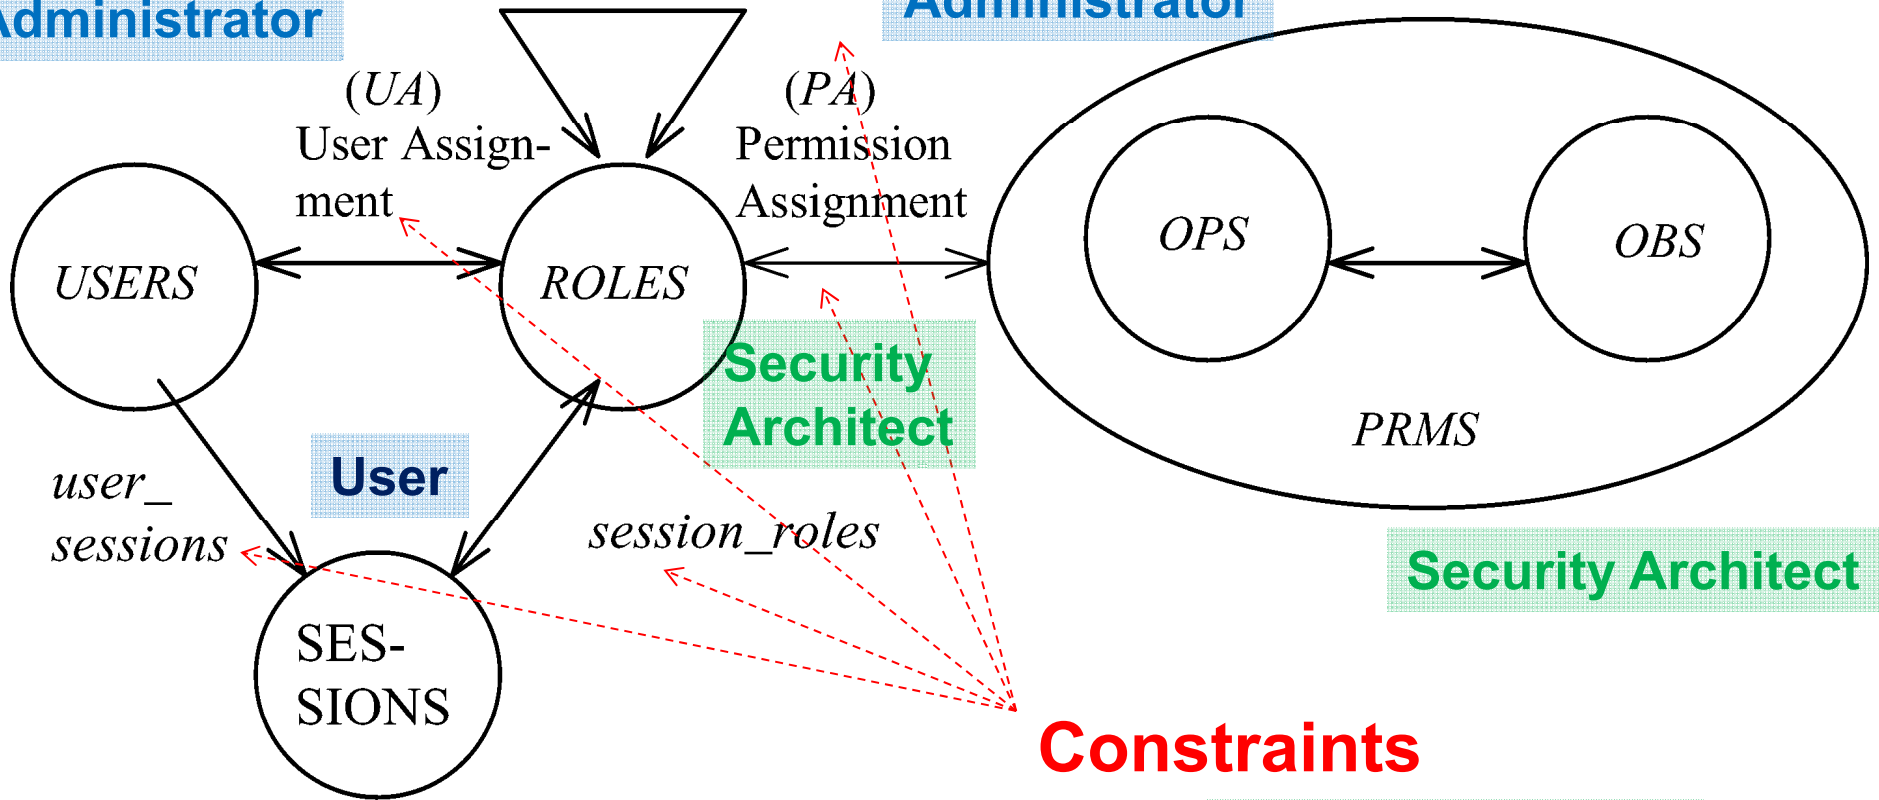 Administrator
Administrator
(UA)
User Assign-
ment
(PA)
Permission
Assignment
USERS
ROLES
OPS
OBS
PRMS
Security
Architect
User
user_
sessions
session_roles
Security Architect
SES-
SIONS
Constraints